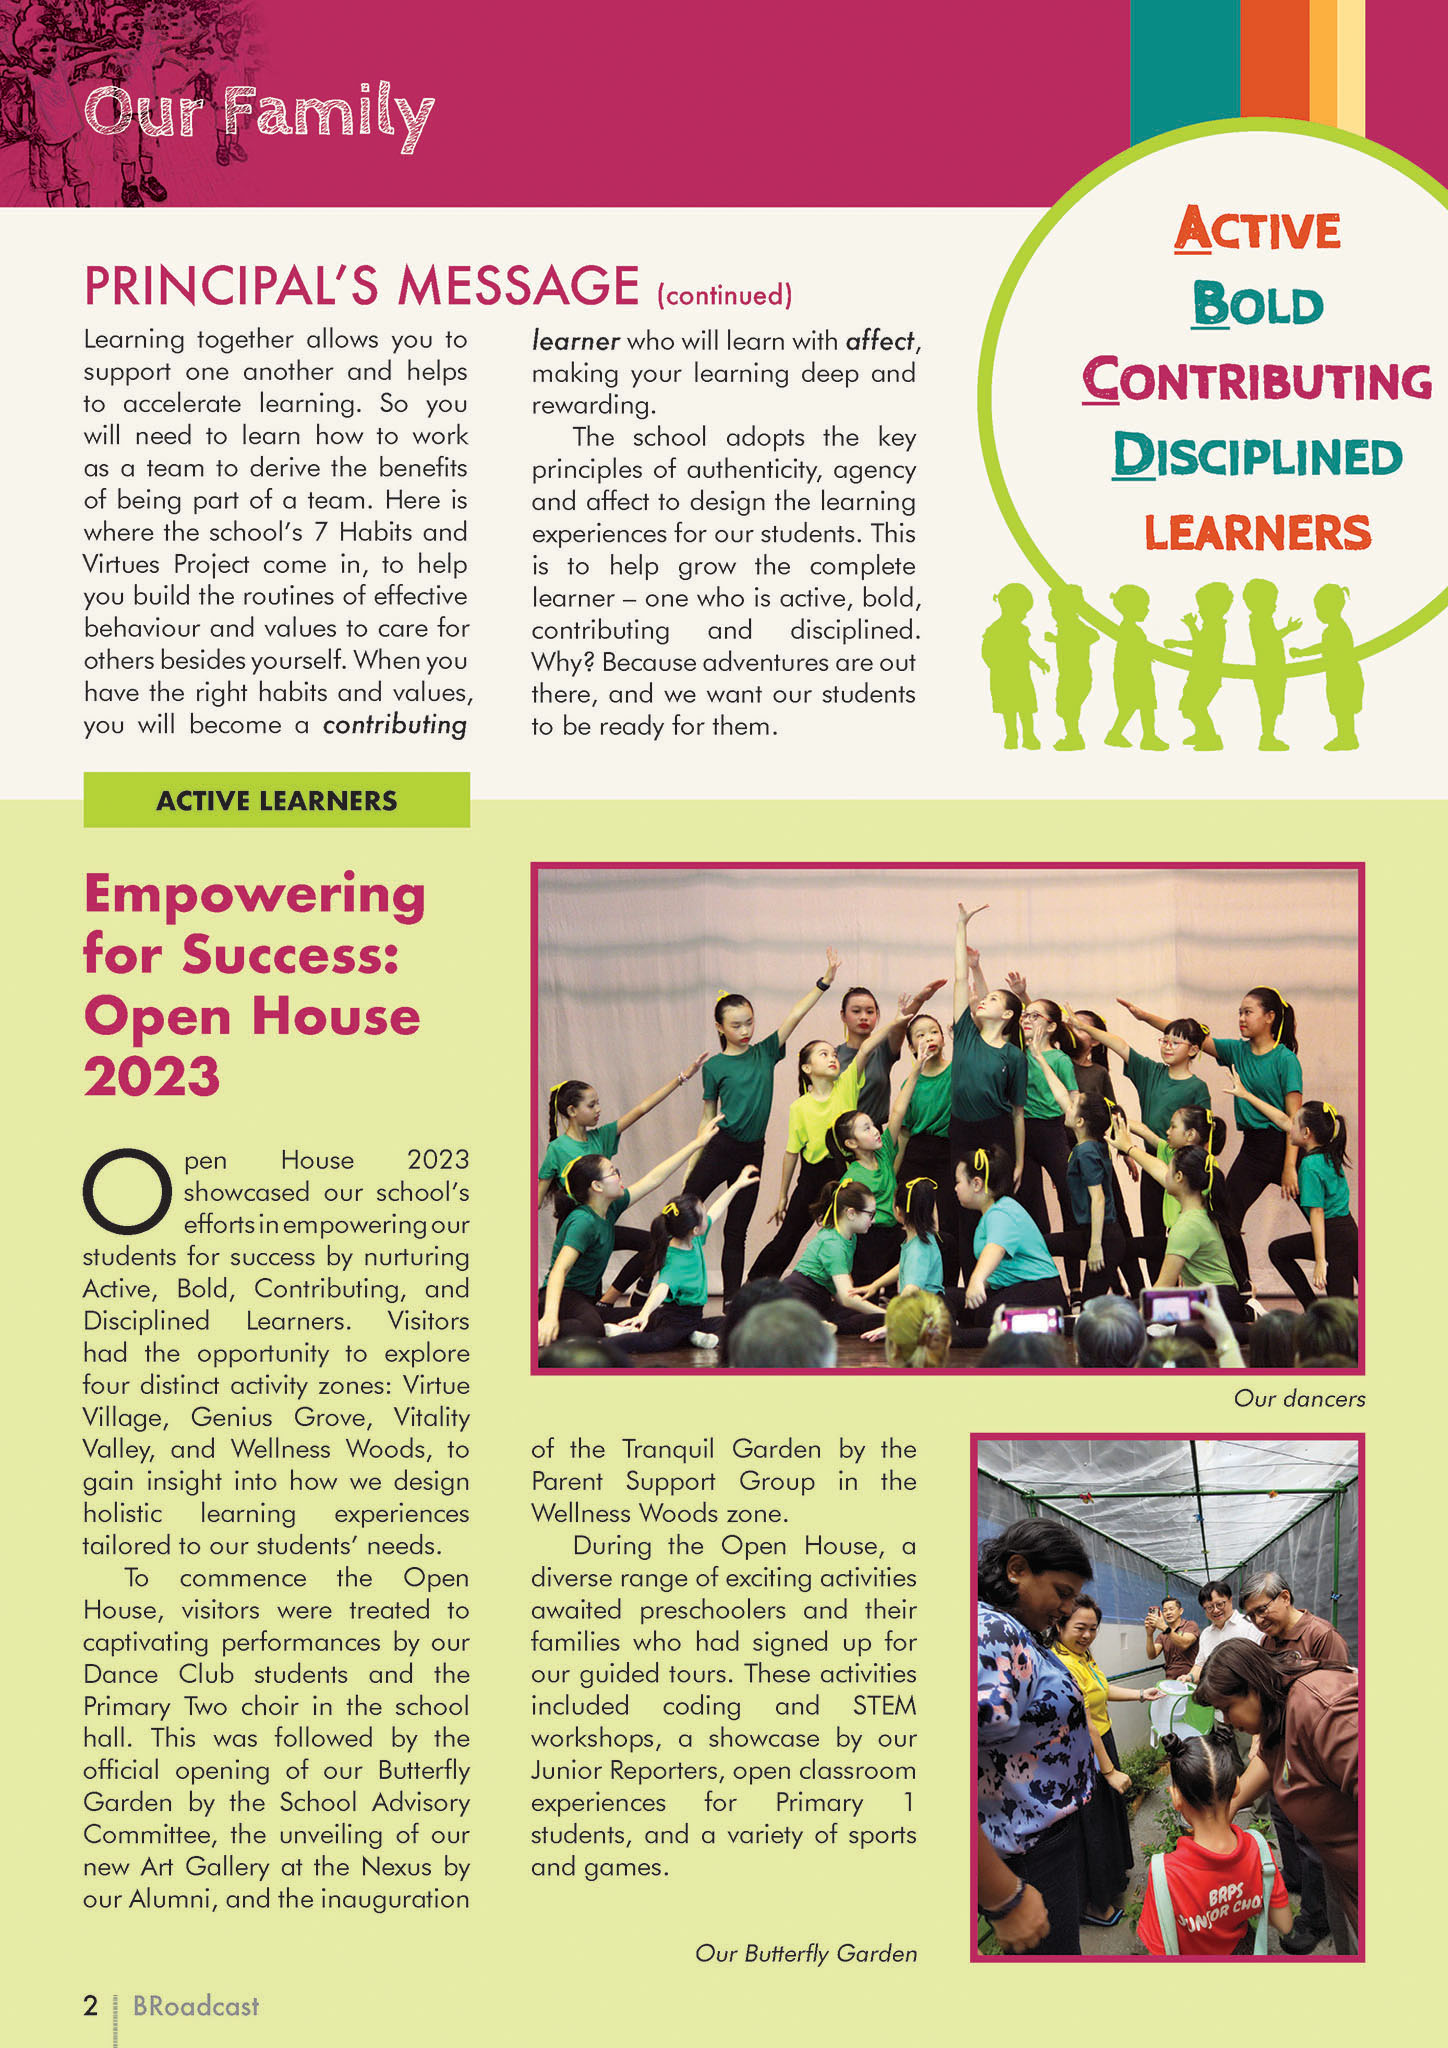 Our Family
ACTIVE
BOLD
CONTRIBUTING
DISCIPLINED
LEARNERS
PRINCIPAL'S MESSAGE (continued)
Learning together allows you to
support one another and helps
to accelerate learning. So you
will need to learn how to work
as a team to derive the benefits
of being part of a team. Here is
where the school's 7 Habits and
Virtues Project come in, to help
you build the routines of effective
behaviour and values to care for
others besides yourself. When you
have the right habits and values,
you will become a contributing
learner who will learn with affect,
making your learning deep and
rewarding.
The school adopts the key
principles of authenticity, agency
and affect to design the learning
experiences for our students. This
is to help grow the complete
learner – one who is active, bold,
contributing and disciplined.
Why? Because adventures are out
there, and we want our students
to be ready for them.
ACTIVE LEARNERS
Empowering
for Success:
Open House
2023
Open House 2023
showcased our school's
efforts in empowering our
students for success by nurturing
Active, Bold, Contributing, and
Disciplined Learners. Visitors
had the opportunity to explore
four distinct activity zones: Virtue
Village, Genius Grove, Vitality
Valley, and Wellness Woods, to
gain insight into how we design
holistic learning experiences
tailored to our students' needs.
To commence the Open
House, visitors were treated to
captivating performances by our
Dance Club students and the
Primary Two choir in the school
hall. This was followed by the
official opening of our Butterfly
Garden by the School Advisory
Committee, the unveiling of our
new Art Gallery at the Nexus by
our Alumni, and the inauguration
Our dancers
of the Tranquil Garden by the
Parent Support Group in the
Wellness Woods zone.
During the Open House, a
diverse range of exciting activities
awaited preschoolers and their
families who had signed up for
our guided tours. These activities
included coding and STEM
workshops, a showcase by our
Junior Reporters, open classroom
experiences for Primary 1
students, and a variety of sports
and games.
Our Butterfly Garden
BRPS
2 BRoadcast